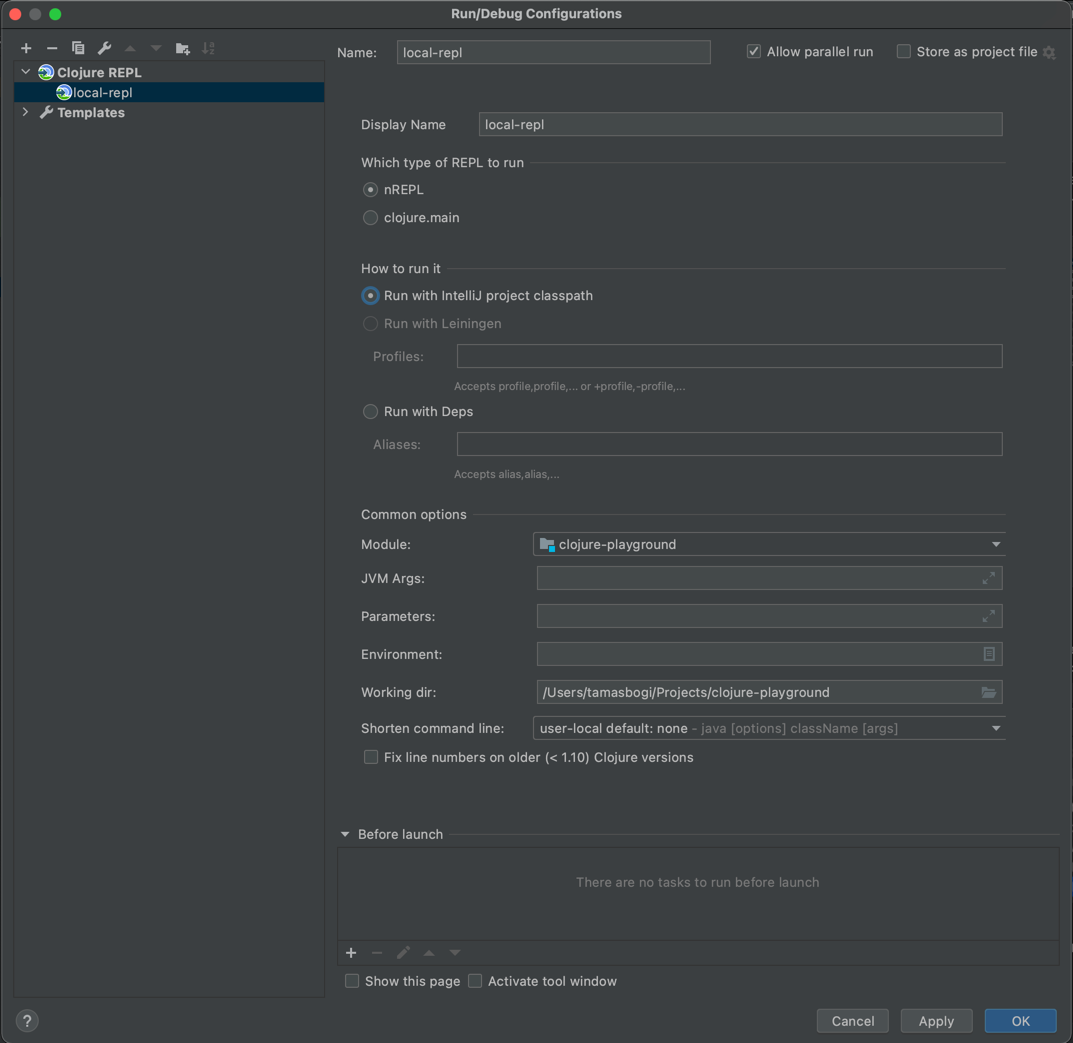 Run/Debug Configurations
Clojure REPL
local-repl
Templates
Name: local-repl Allow parallel run Store as project file
Display Name local-repl
Which type of REPL to run
nREPL
clojure.main
How to run it
Run with IntelliJ project classpath
Run with Leiningen
Profiles:
Accepts profile,profile,... or +profile,-profile,...
Run with Deps
Aliases:
Accepts alias,alias,...
Common options
Module: clojure-playground
JVM Args:
Parameters:
Environment:
Working dir: /Users/tamasbogi/Projects/clojure-playground
Shorten command line: user-local default: none - java [options] className [args]
Fix line numbers on older (< 1.10) Clojure versions
Before launch
There are no tasks to run before launch
Show this page Activate tool window
? Cancel Apply OK